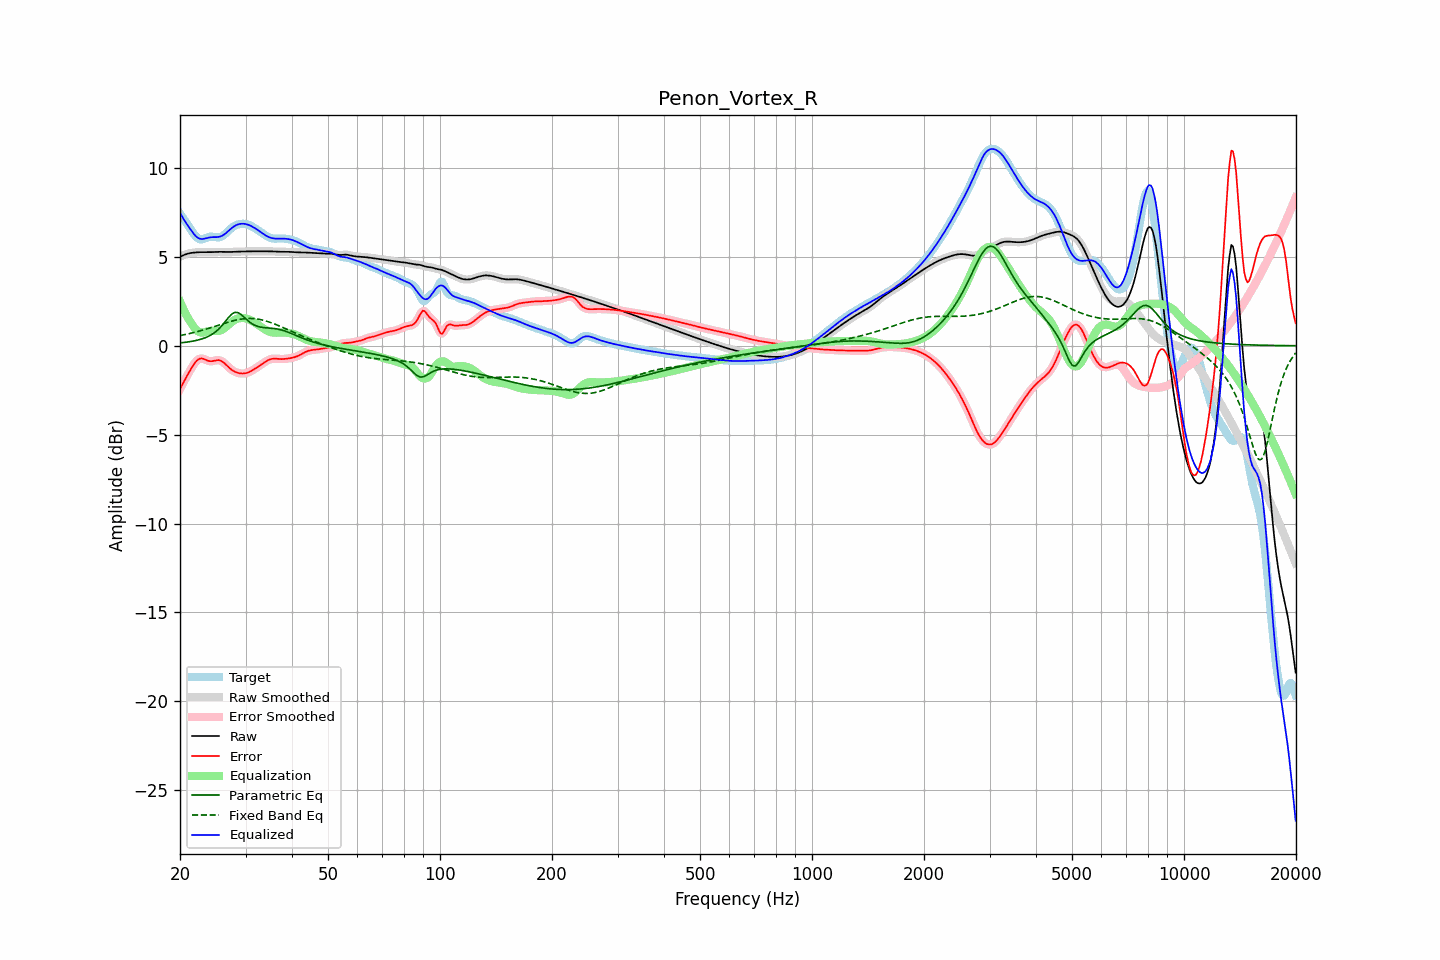 Penon_Vortex_R
10
5
0
−5
−10
−15
−20
−25
Amplitude (dBr)
Target
Raw Smoothed
Error Smoothed
Raw
Error
Equalization
Parametric Eq
Fixed Band Eq
Equalized
20 50 100 200 500 1000 2000 5000 10000 20000
Frequency (Hz)